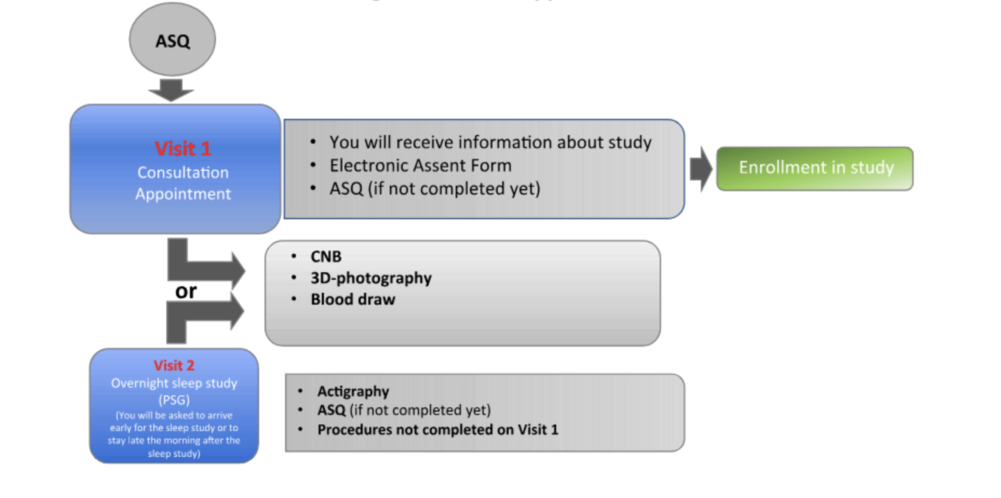 ASQ
Visit 1
Consultation
Appointment
• You will receive information about study
• Electronic Assent Form
• ASQ (if not completed yet)
Enrollment in study
• CNB
• 3D-photography
• Blood draw
or
Visit 2
Overnight sleep study
(PSG)
(You will be asked to arrive
early for the sleep study or to
stay late the morning after the
sleep study)
• Actigraphy
• ASQ (if not completed yet)
• Procedures not completed on Visit 1